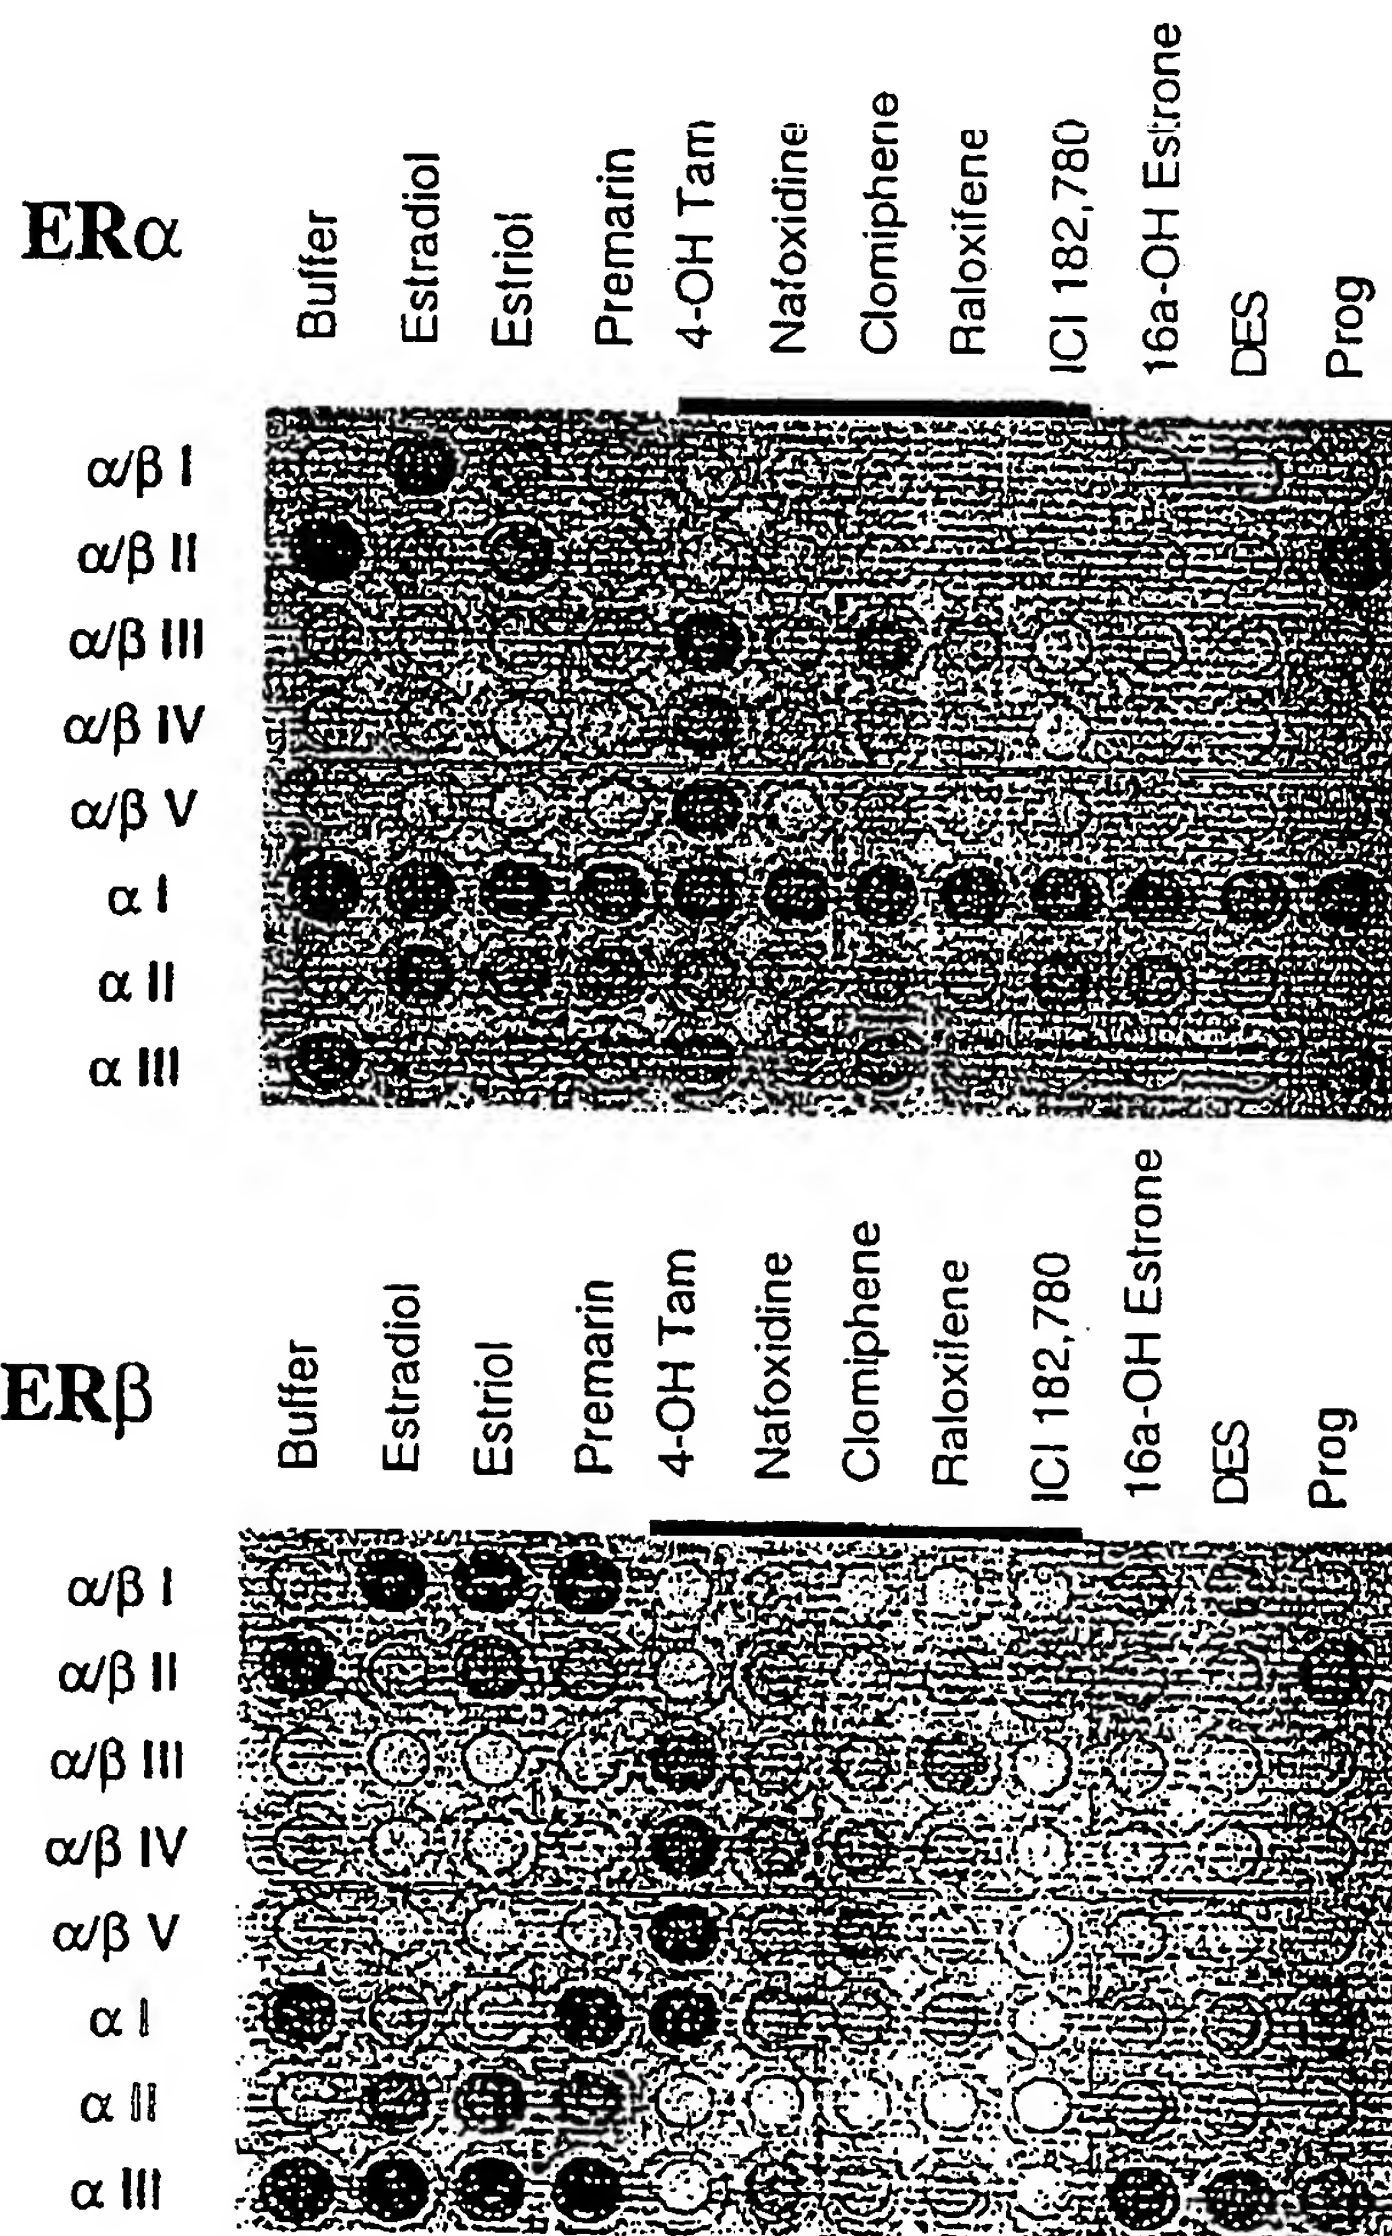 ERα
Buffer
Estradiol
Estriol
Premarin
4-OH Tam
Nafoxidine
Clomiphene
Raloxifene
ICI 182,780
16a-OH Estrone
DES
Prog
α/β I
α/β II
α/β III
α/β IV
α/β V
α I
α II
α III
ERβ
Buffer
Estradiol
Estriol
Premarin
4-OH Tam
Nafoxidine
Clomiphene
Raloxifene
ICI 182,780
16a-OH Estrone
DES
Prog
α/β I
α/β II
α/β III
α/β IV
α/β V
α I
α II
α III